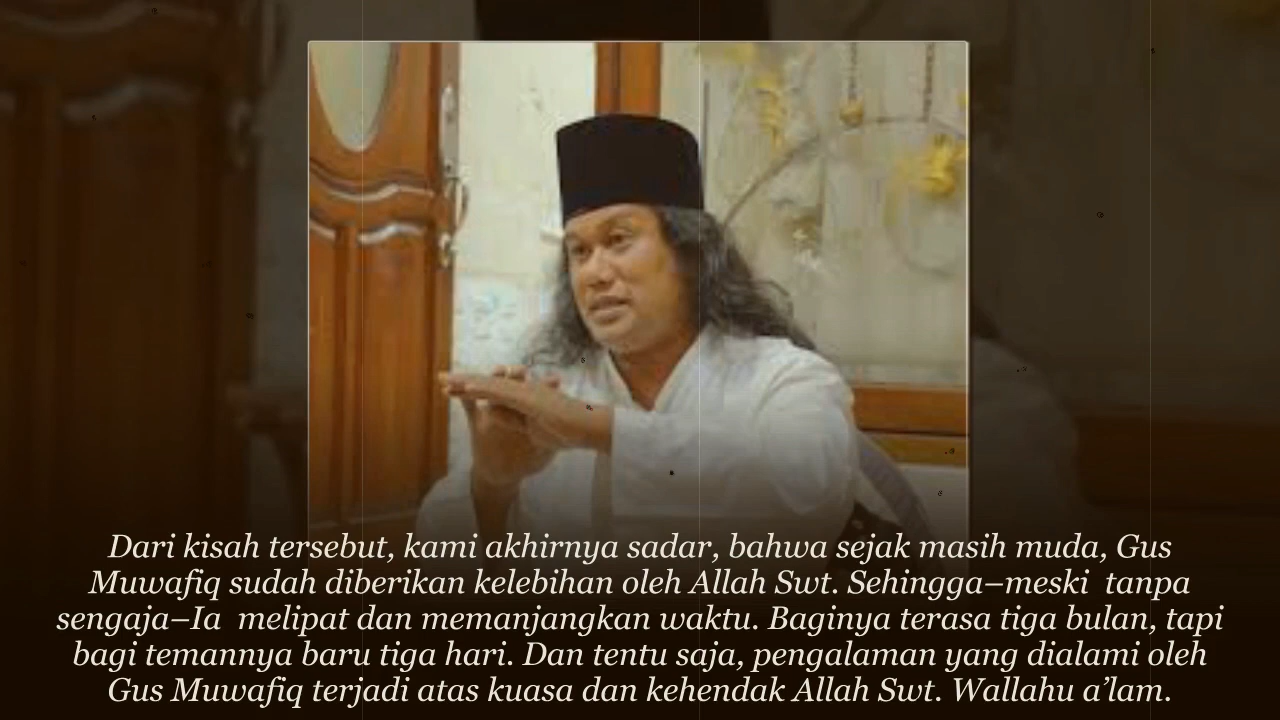 Dari kisah tersebut, kami akhirnya sadar, bahwa sejak masih muda, Gus
Muwafiq sudah diberikan kelebihan oleh Allah Swt. Sehingga–meski  tanpa
sengaja–Ia  melipat dan memanjangkan waktu. Baginya terasa tiga bulan, tapi
bagi temannya baru tiga hari. Dan tentu saja, pengalaman yang dialami oleh
Gus Muwafiq terjadi atas kuasa dan kehendak Allah Swt. Wallahu a’lam.